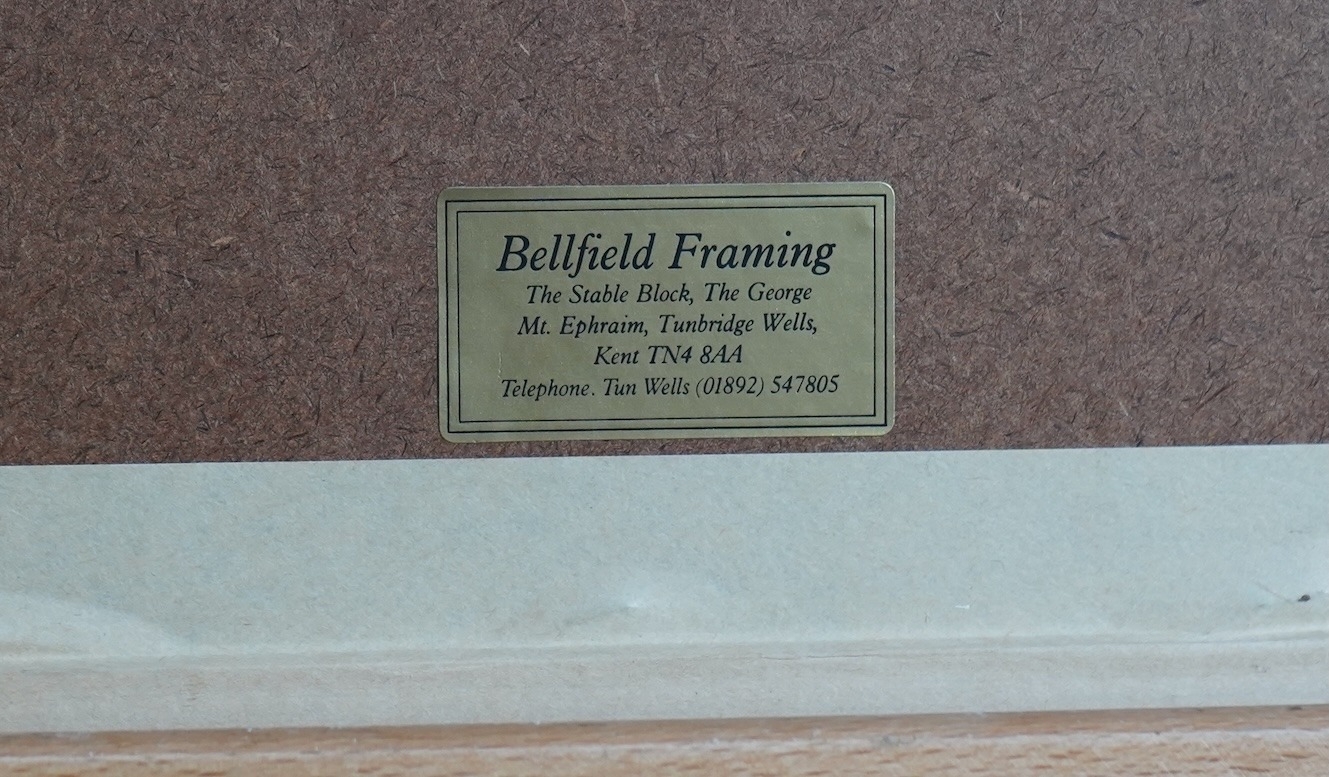 Bellfield Framing
The Stable Block, The George
Mt. Ephraim, Tunbridge Wells,
Kent TN4 8AA
Telephone. Tun Wells (01892) 547805